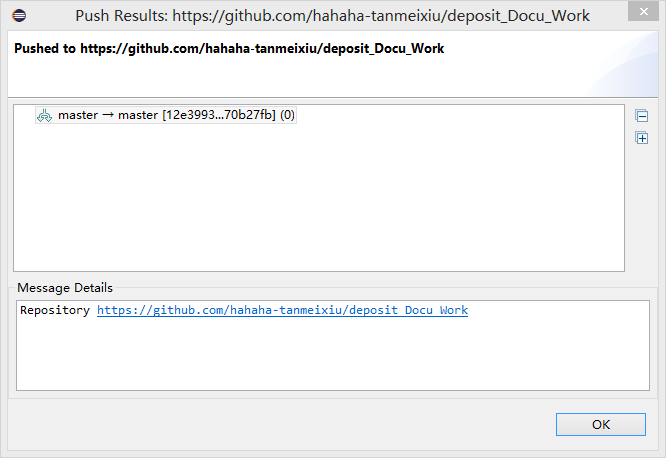 Push Results: https://github.com/hahaha-tanmeixiu/deposit_Docu_Work
Pushed to https://github.com/hahaha-tanmeixiu/deposit_Docu_Work
master → master [12e3993...70b27fb] (0)
Message Details
Repository https://github.com/hahaha-tanmeixiu/deposit_Docu_Work
OK